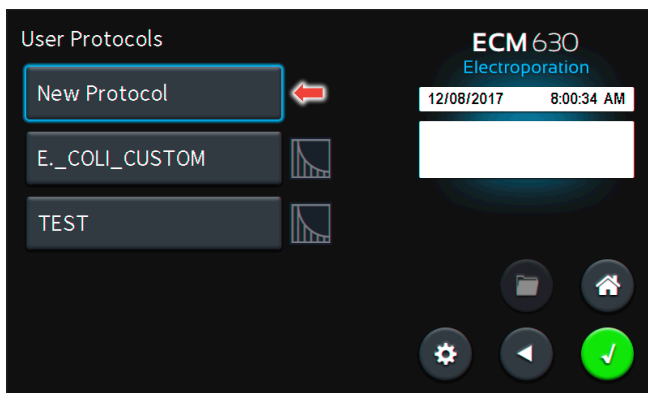 User Protocols
New Protocol
E._COLI_CUSTOM
TEST
ECM 630
Electroporation
12/08/2017 8:00:34 AM